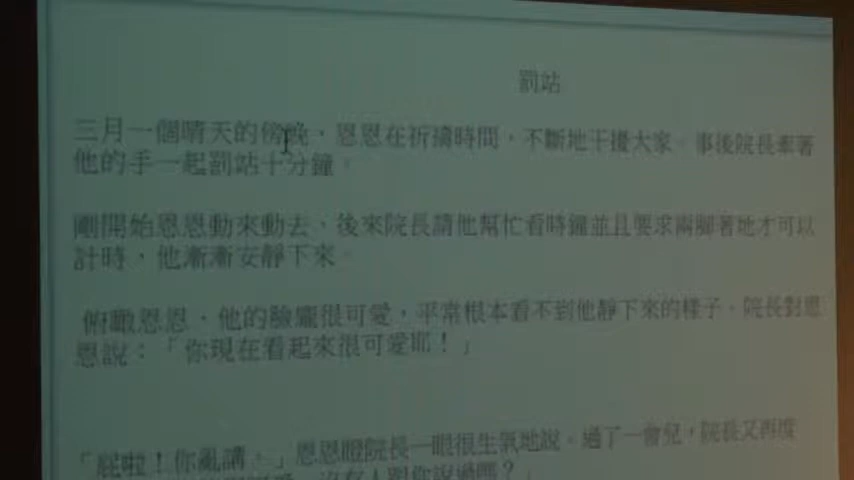 罰站
三月一個晴天的傍晚，恩恩在祈禱時間，不斷地干擾大家。事後院長牽著
他的手一起罰站十分鐘。
剛開始恩恩動來動去，後來院長請他幫忙看時鐘並且要求兩腳著地才可以
計時，他漸漸安靜下來。
俯瞰恩恩，他的臉龐很可愛，平常根本看不到他靜下來的樣子。院長對恩
恩說：「你現在看起來很可愛耶！」
「屁啦！你亂講。」恩恩瞪院長一眼很生氣地說。過了一會兒，院長又再度
沒有人對你說過嗎？」